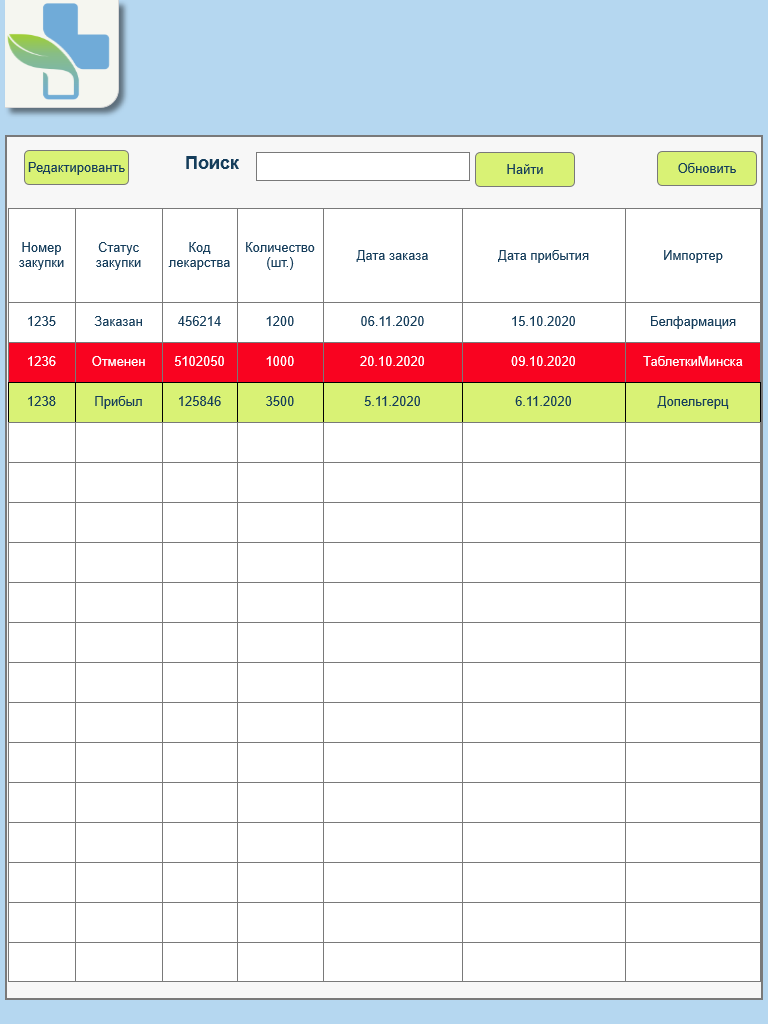 Редактированть
Поиск
Найти
Обновить
Номер закупки Статус закупки Код лекарства Количество (шт.) Дата заказа Дата прибытия Импортер
1235 Заказан 456214 1200 06.11.2020 15.10.2020 Белфармация
1236 Отменен 5102050 1000 20.10.2020 09.10.2020 ТаблеткиМинска
1238 Прибыл 125846 3500 5.11.2020 6.11.2020 Допельгерц